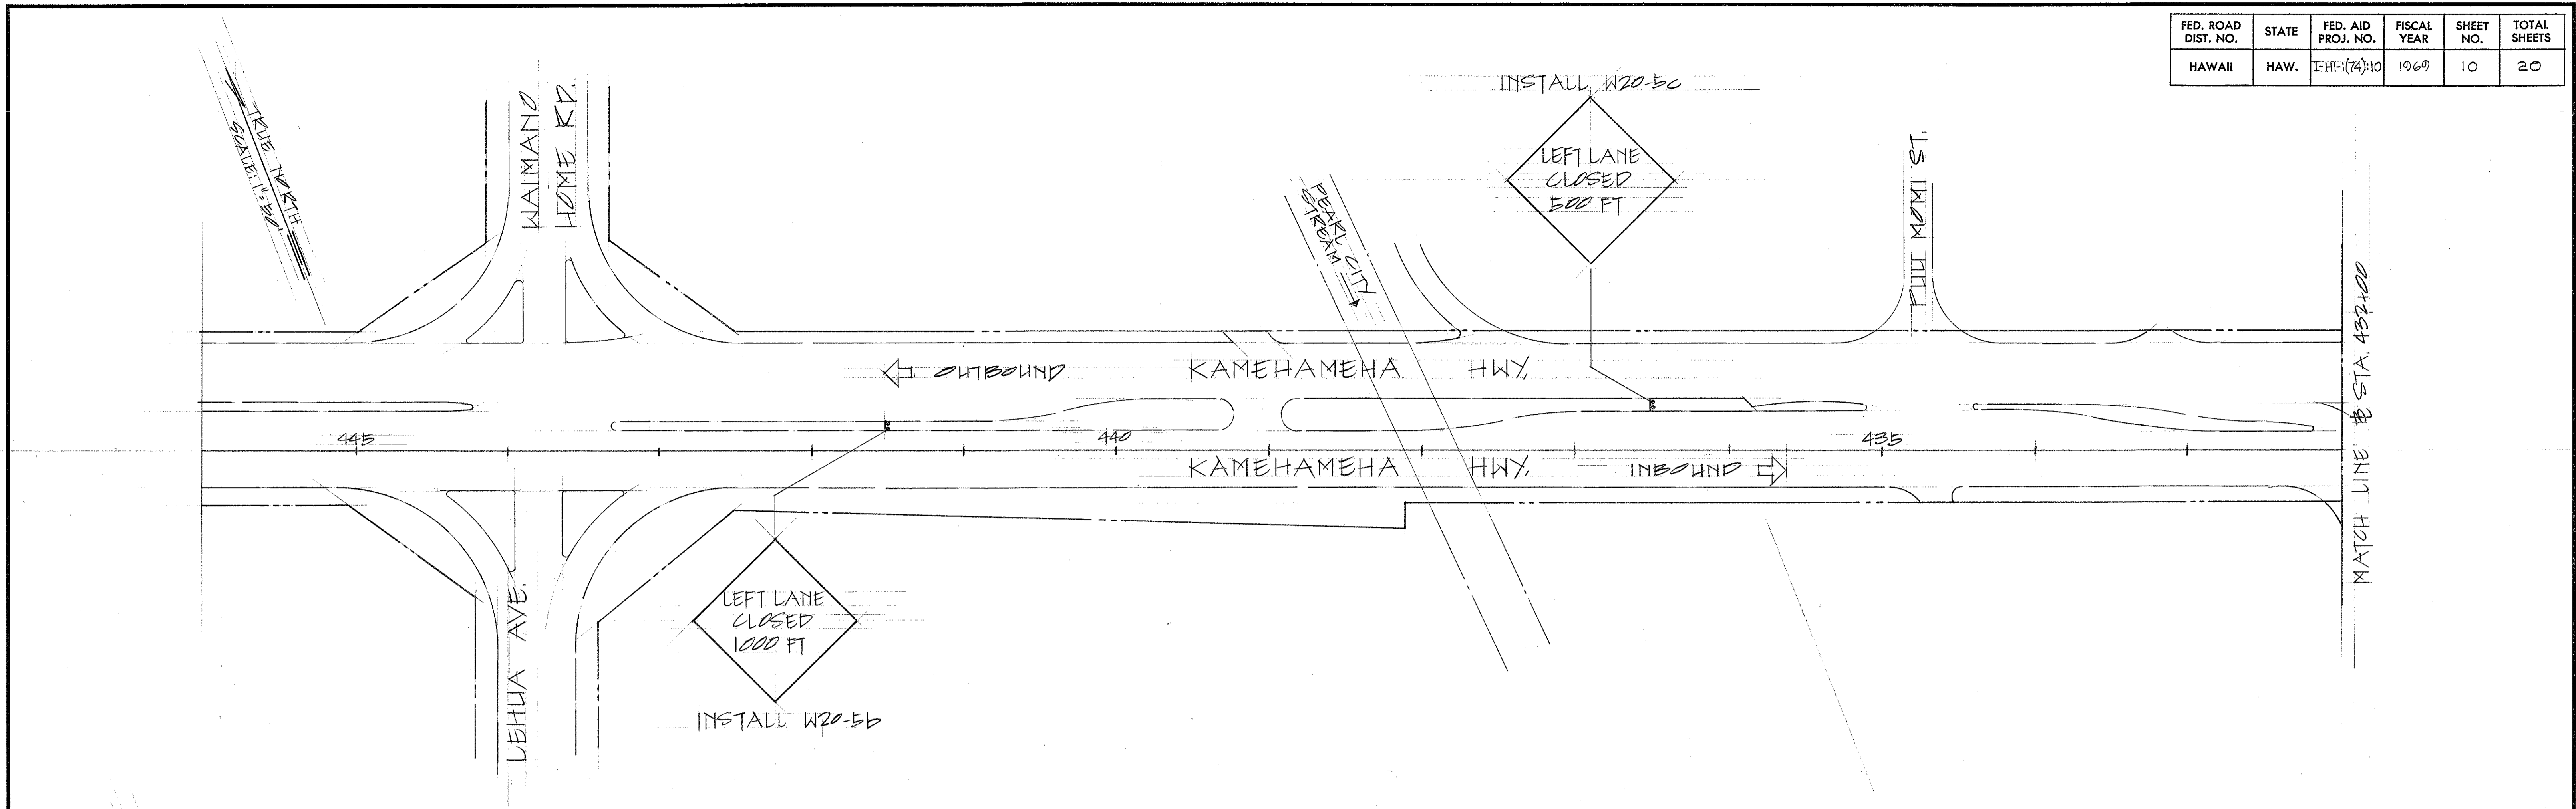 FED. ROAD DIST. NO.
STATE
FED. AID PROJ. NO.
FISCAL YEAR
SHEET NO.
TOTAL SHEETS
HAWAII
HAW.
I-HI-1(74):10
1969
10
20
TRUE NORTH
SCALE: 1"=50'
WAIMANO
HOME RD.
INSTALL W20-5c
LEFT LANE
CLOSED
500 FT
PEARL CITY
STREAM
PUU MOMI ST.
OUTBOUND
KAMEHAMEHA HWY.
445
440
435
KAMEHAMEHA HWY.
INBOUND
MATCH LINE B STA. 432+00
LEFT LANE
CLOSED
1000 FT
INSTALL W20-5b
LEHUA AVE.